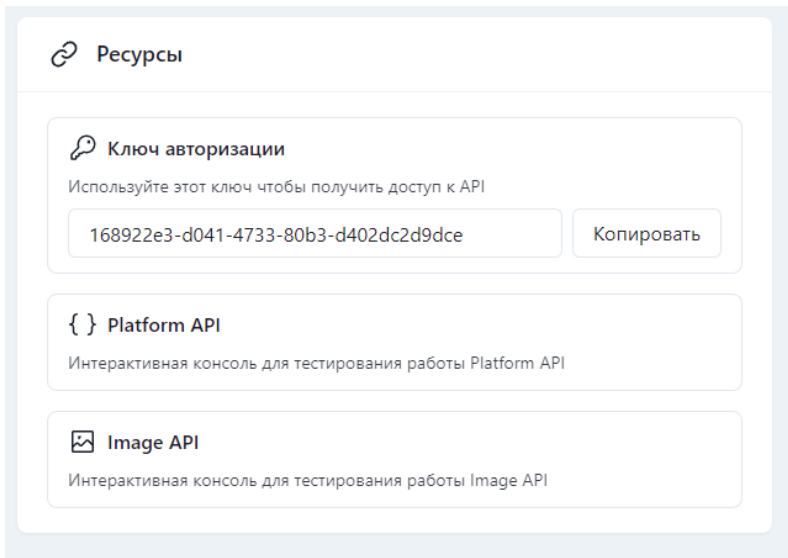 Ресурсы
Ключ авторизации
Используйте этот ключ чтобы получить доступ к API
168922e3-d041-4733-80b3-d402dc2d9dce
Копировать
{ } Platform API
Интерактивная консоль для тестирования работы Platform API
Image API
Интерактивная консоль для тестирования работы Image API